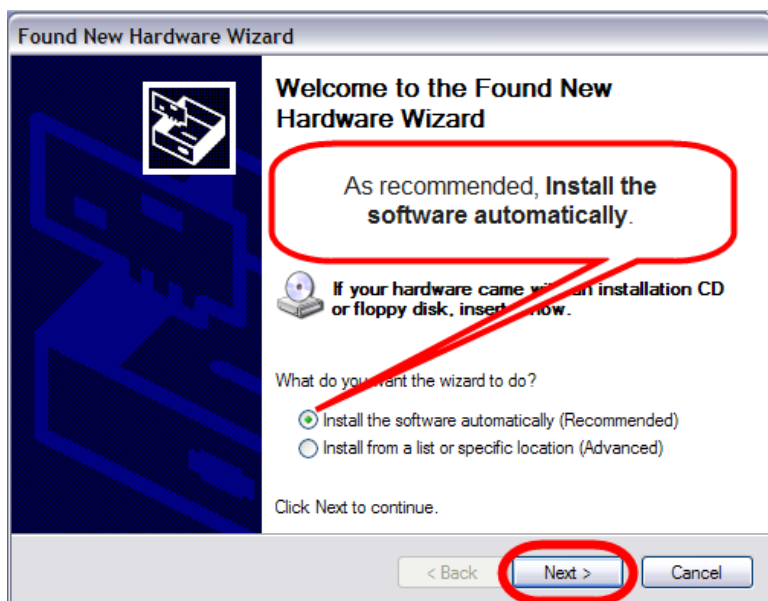 Found New Hardware Wizard
Welcome to the Found New
Hardware Wizard
As recommended, Install the
software automatically.
If your hardware came an installation CD
or floppy disk, insert now.
What do you want the wizard to do?
Install the software automatically (Recommended)
Install from a list or specific location (Advanced)
Click Next to continue.
< Back
Next >
Cancel